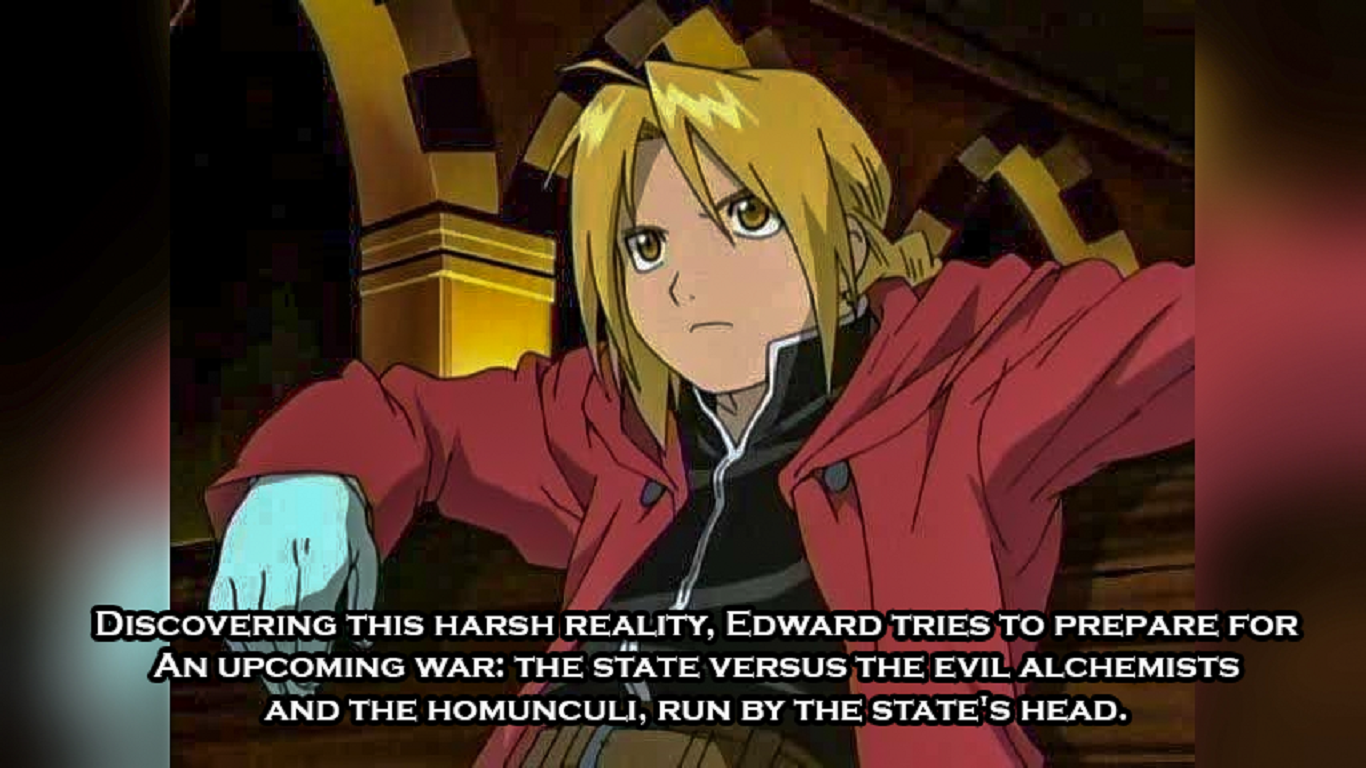 Discovering this harsh reality, Edward tries to prepare for
An upcoming war: the state versus the evil alchemists
and the homunculi, run by the state's head.